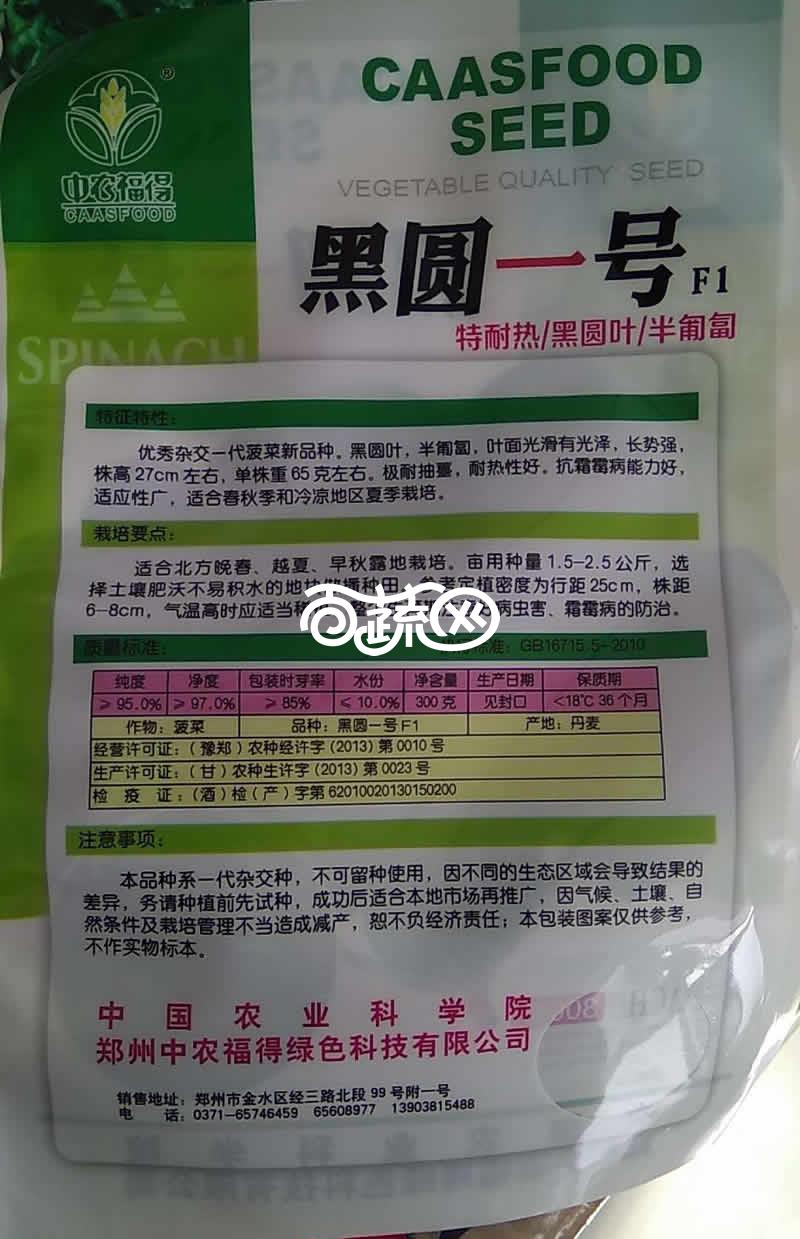 CAASFOOD
SEED
VEGETABLE QUALITY SEED
®
中农福得
CAASFOOD
黑圆一号 F1
特耐热/黑圆叶/半匍匐
SPINACH
特征特性：
优秀杂交一代菠菜新品种。黑圆叶，半匍匐，叶面光滑有光泽，长势强，
株高27cm左右，单株重65克左右。极耐抽薹，耐热性好。抗霜霉病能力好，
适应性广，适合春秋季和冷凉地区夏季栽培。
栽培要点：
适合北方晚春、越夏、早秋露地栽培。亩用种量1.5-2.5公斤，选
择土壤肥沃不易积水的地块做播种田。参考定植密度为行距25cm，株距
6-8cm，气温高时应适当稀 病虫害、霜霉病的防治。
百蔬网
质量标准：
标准：GB16715.5-2010
纯度 净度 包装时芽率 水份 净含量 生产日期 保质期
≥95.0% ≥97.0% ≥85% ≤10.0% 300克 见封口 <18℃ 36个月
作物：菠菜 品种：黑圆一号F1 产地：丹麦
经营许可证：（豫郑）农种经许字（2013）第0010号
生产许可证：（甘）农种生许字（2013）第0023号
检疫证：（酒）检（产）字第62010020130150200
注意事项：
本品种系一代杂交种，不可留种使用，因不同的生态区域会导致结果的
差异，务请种植前先试种，成功后适合本地市场再推广，因气候、土壤、自
然条件及栽培管理不当造成减产，恕不负经济责任；本包装图案仅供参考，
不作实物标本。
中国农业科学院
郑州中农福得绿色科技有限公司
销售地址：郑州市金水区经三路北段99号附一号
电话：0371-65746459 65608977 13903815488